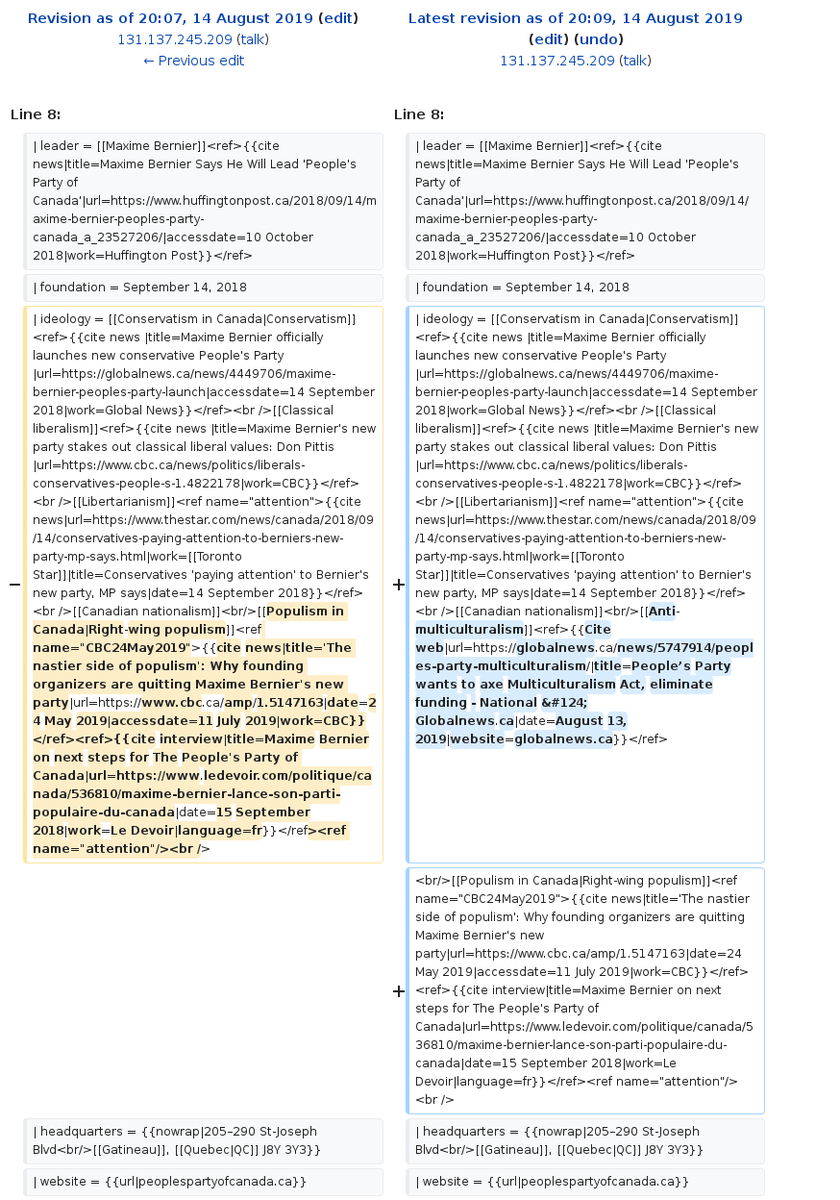 Revision as of 20:07, 14 August 2019 (edit)
131.137.245.209 (talk)
← Previous edit
Latest revision as of 20:09, 14 August 2019
(edit) (undo)
131.137.245.209 (talk)
Line 8:
Line 8:
| leader = [[Maxime Bernier]]<ref>{{cite
news|title=Maxime Bernier Says He Will Lead 'People's
Party of
Canada'|url=https://www.huffingtonpost.ca/2018/09/14/m
axime-bernier-peoples-party-
canada_a_23527206/|accessdate=10 October
2018|work=Huffington Post}}</ref>
| leader = [[Maxime Bernier]]<ref>{{cite
news|title=Maxime Bernier Says He Will Lead 'People's
Party of
Canada'|url=https://www.huffingtonpost.ca/2018/09/14/
maxime-bernier-peoples-party-
canada_a_23527206/|accessdate=10 October
2018|work=Huffington Post}}</ref>
| foundation = September 14, 2018
| foundation = September 14, 2018
−
| ideology = [[Conservatism in Canada|Conservatism]]
<ref>{{cite news |title=Maxime Bernier officially
launches new conservative People's Party
|url=https://globalnews.ca/news/4449706/maxime-
bernier-peoples-party-launch|accessdate=14 September
2018|work=Global News}}</ref><br />[[Classical
liberalism]]<ref>{{cite news |title=Maxime Bernier's new
party stakes out classical liberal values: Don Pittis
|url=https://www.cbc.ca/news/politics/liberals-
conservatives-people-s-1.4822178|work=CBC}}</ref>
<br />[[Libertarianism]]<ref name="attention">{{cite
news|url=https://www.thestar.com/news/canada/2018/09
/14/conservatives-paying-attention-to-berniers-new-
party-mp-says.html|work=[[Toronto
Star]]|title=Conservatives 'paying attention' to Bernier's
new party, MP says|date=14 September 2018}}</ref>
<br />[[Canadian nationalism]]<br/>[[Populism in
Canada|Right-wing populism]]<ref
name="CBC24May2019">{{cite news|title='The
nastier side of populism': Why founding
organizers are quitting Maxime Bernier's new
party|url=https://www.cbc.ca/amp/1.5147163|date=2
4 May 2019|accessdate=11 July 2019|work=CBC}}
</ref><ref>{{cite interview|title=Maxime Bernier
on next steps for The People's Party of
Canada|url=https://www.ledevoir.com/politique/ca
nada/536810/maxime-bernier-lance-son-parti-
populaire-du-canada|date=15 September
2018|work=Le Devoir|language=fr}}</ref><ref
name="attention"/><br />
+
| ideology = [[Conservatism in Canada|Conservatism]]
<ref>{{cite news |title=Maxime Bernier officially
launches new conservative People's Party
|url=https://globalnews.ca/news/4449706/maxime-
bernier-peoples-party-launch|accessdate=14 September
2018|work=Global News}}</ref><br />[[Classical
liberalism]]<ref>{{cite news |title=Maxime Bernier's new
party stakes out classical liberal values: Don Pittis
|url=https://www.cbc.ca/news/politics/liberals-
conservatives-people-s-1.4822178|work=CBC}}</ref>
<br />[[Libertarianism]]<ref name="attention">{{cite
news|url=https://www.thestar.com/news/canada/2018/09
/14/conservatives-paying-attention-to-berniers-new-
party-mp-says.html|work=[[Toronto
Star]]|title=Conservatives 'paying attention' to Bernier's
new party, MP says|date=14 September 2018}}</ref>
<br />[[Canadian nationalism]]<br/>[[Anti-
multiculturalism]]<ref>{{Cite
web|url=https://globalnews.ca/news/5747914/peopl
es-party-multiculturalism/|title=People’s Party
wants to axe Multiculturalism Act, eliminate
funding - National &#124;
Globalnews.ca|date=August 13,
2019|website=globalnews.ca}}</ref>
+
<br/>[[Populism in Canada|Right-wing populism]]<ref
name="CBC24May2019">{{cite news|title='The nastier
side of populism': Why founding organizers are quitting
Maxime Bernier's new
party|url=https://www.cbc.ca/amp/1.5147163|date=24
May 2019|accessdate=11 July 2019|work=CBC}}</ref>
<ref>{{cite interview|title=Maxime Bernier on next
steps for The People's Party of
Canada|url=https://www.ledevoir.com/politique/canada/5
36810/maxime-bernier-lance-son-parti-populaire-du-
canada|date=15 September 2018|work=Le
Devoir|language=fr}}</ref><ref name="attention"/>
<br />
| headquarters = {{nowrap|205–290 St-Joseph
Blvd<br/>[[Gatineau]], [[Quebec|QC]] J8Y 3Y3}}
| headquarters = {{nowrap|205–290 St-Joseph
Blvd<br/>[[Gatineau]], [[Quebec|QC]] J8Y 3Y3}}
| website = {{url|peoplespartyofcanada.ca}}
| website = {{url|peoplespartyofcanada.ca}}